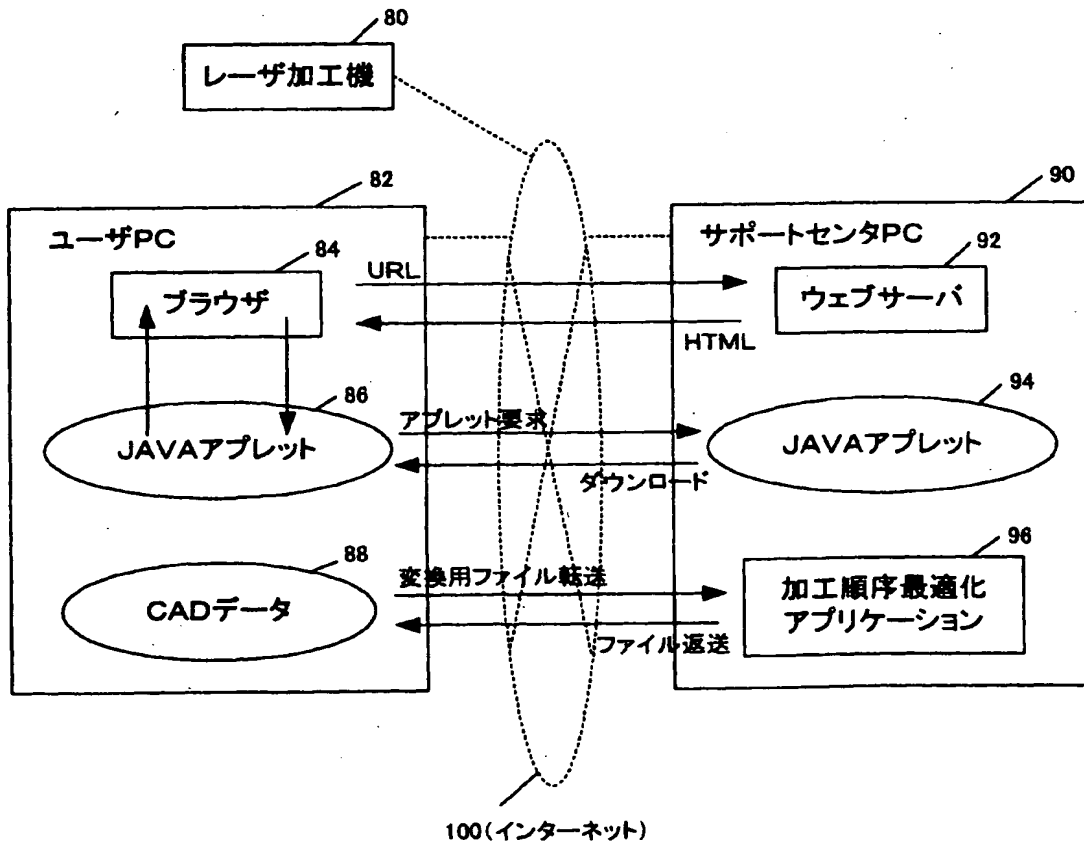 80
レーザ加工機
82
ユーザPC
84
ブラウザ
URL
HTML
90
サポートセンタPC
92
ウェブサーバ
86
JAVAアプレット
アプレット要求
ダウンロード
94
JAVAアプレット
88
CADデータ
変換用ファイル転送
ファイル返送
96
加工順序最適化
アプリケーション
100(インターネット)